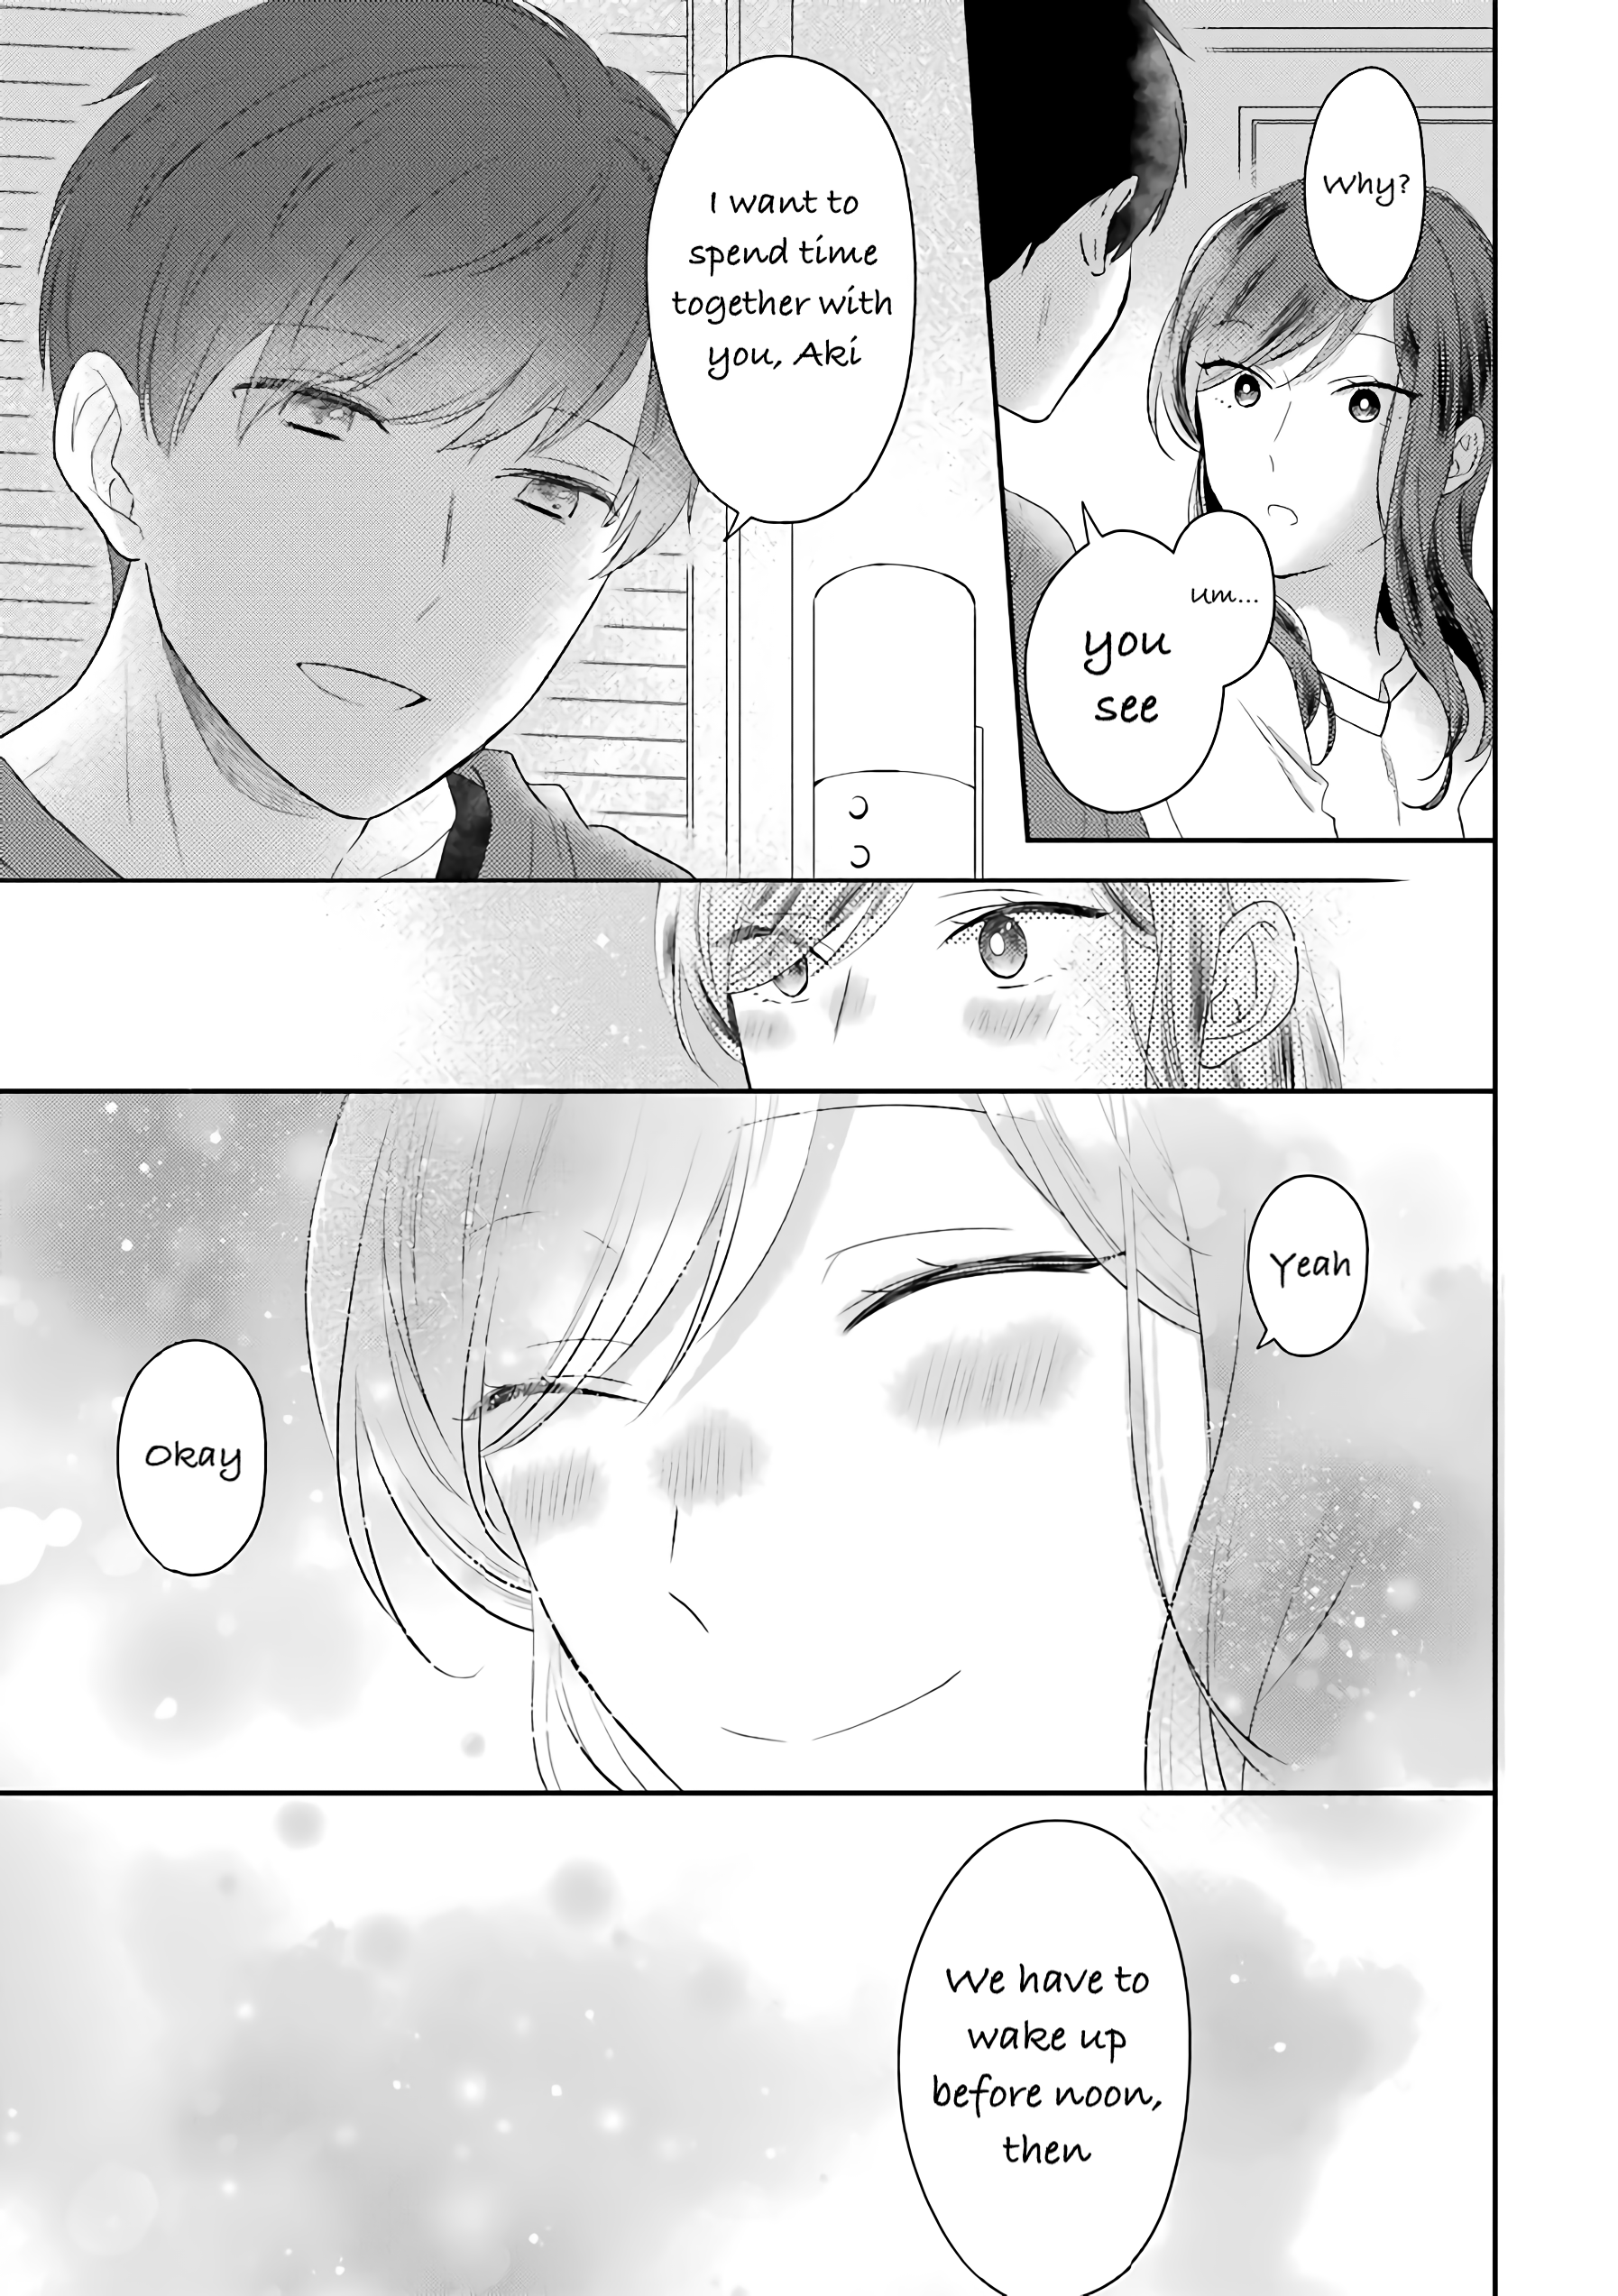 Why?
um...
you
see
I want to
spend time
together with
you, Aki
Yeah
Okay
We have to
wake up
before noon,
then